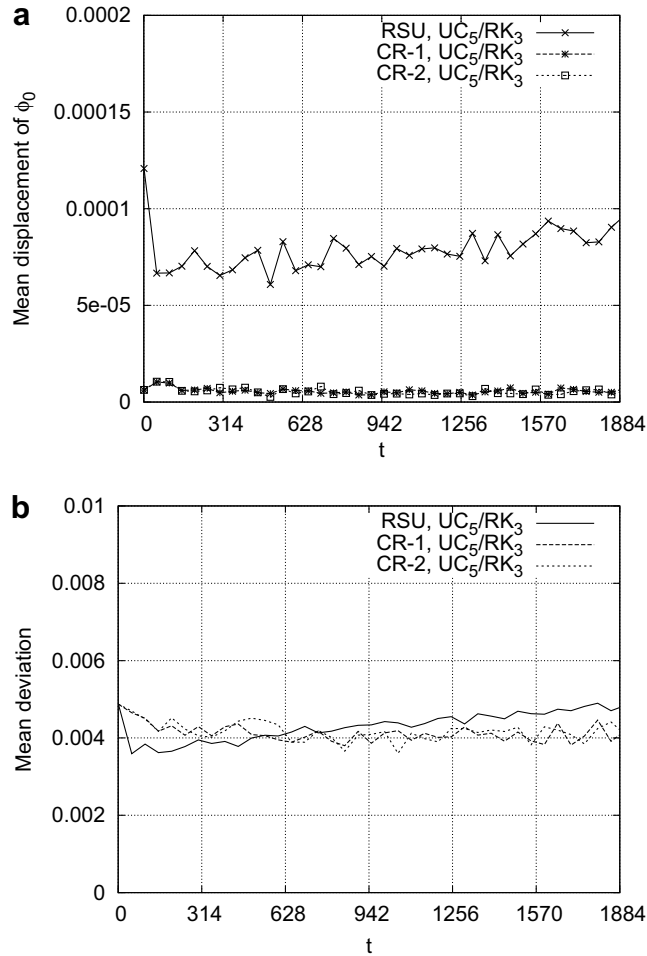 a
0.0002
RSU, UC5/RK3
CR-1, UC5/RK3
CR-2, UC5/RK3
0.00015
Mean displacement of ϕ0
0.0001
5e-05
0
0 314 628 942 1256 1570 1884
t
b
0.01
RSU, UC5/RK3
CR-1, UC5/RK3
CR-2, UC5/RK3
0.008
Mean deviation
0.006
0.004
0.002
0
0 314 628 942 1256 1570 1884
t